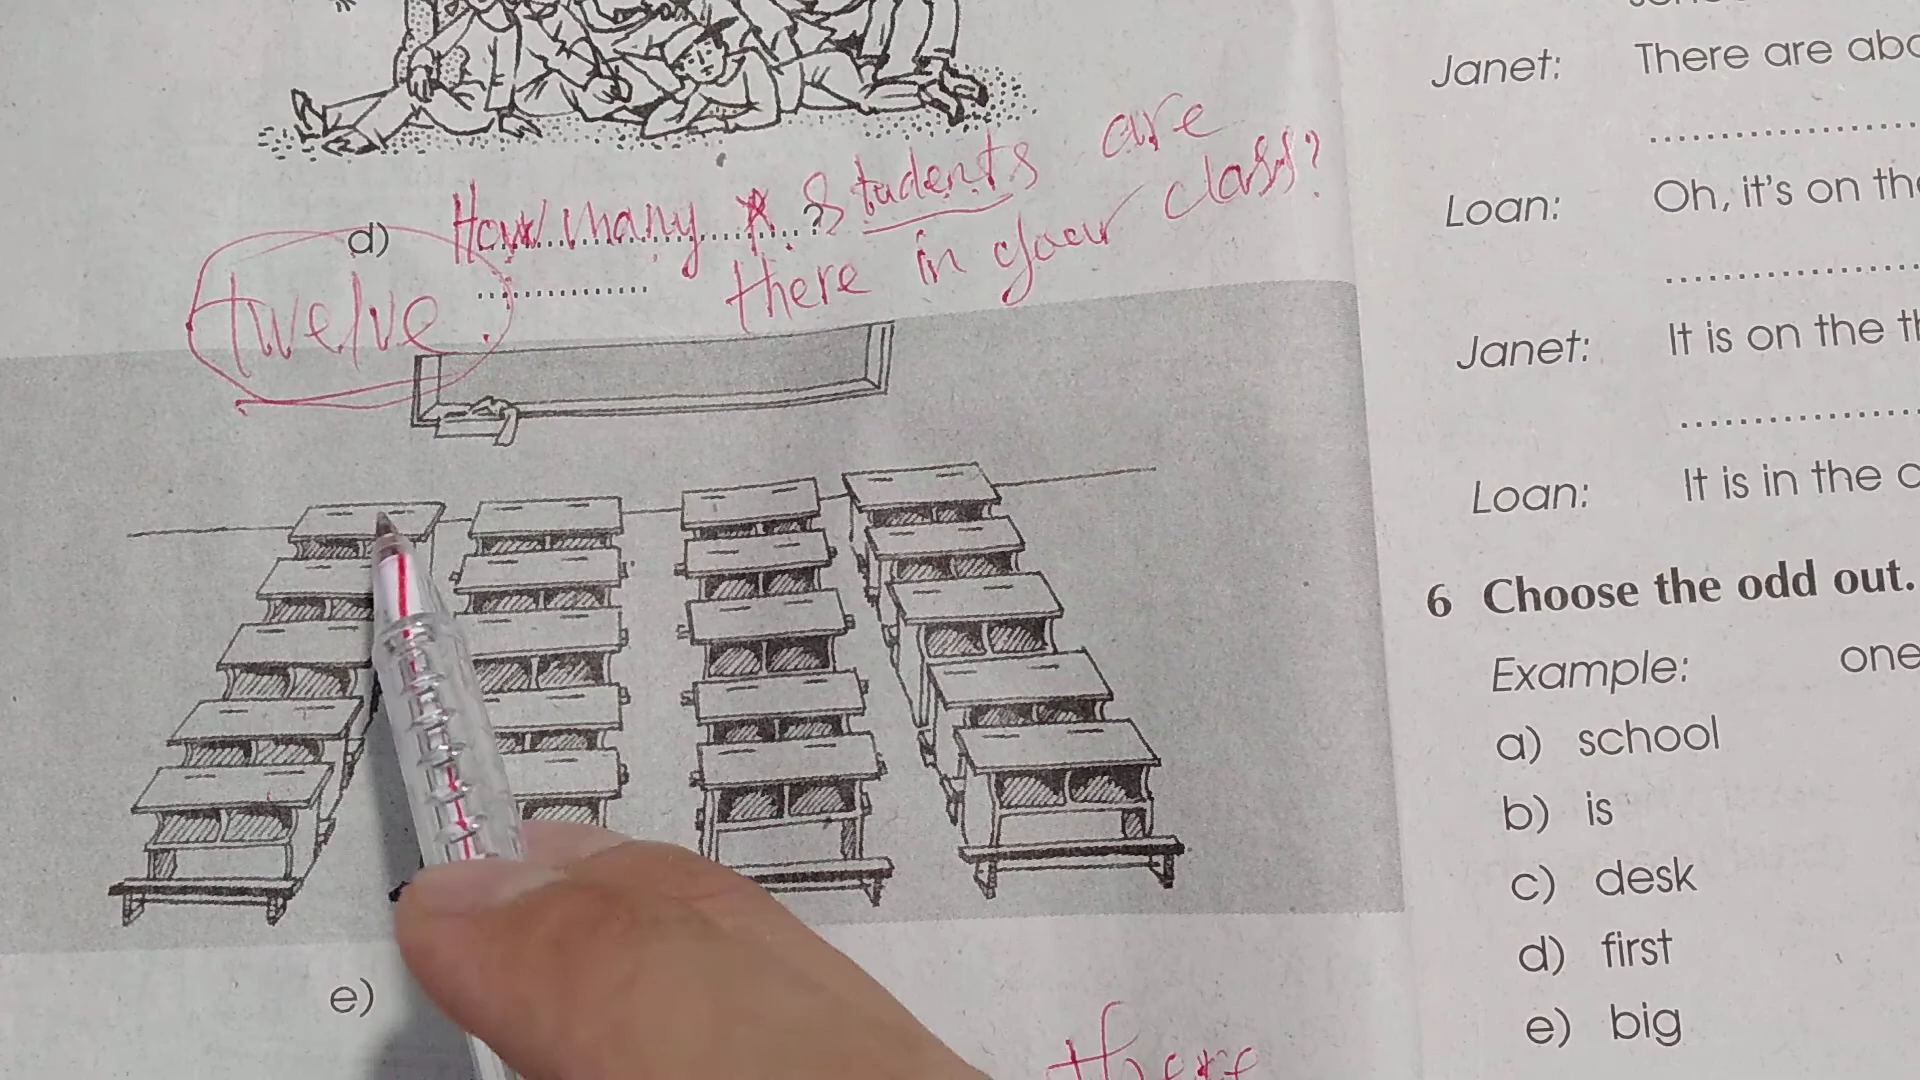 d) How many students are
there in your class?
twelve.
e)
there
Janet: There are abo
Loan: Oh, it's on the
Janet: It is on the th
Loan: It is in the c
6 Choose the odd out.
Example: one
a) school
b) is
c) desk
d) first
e) big